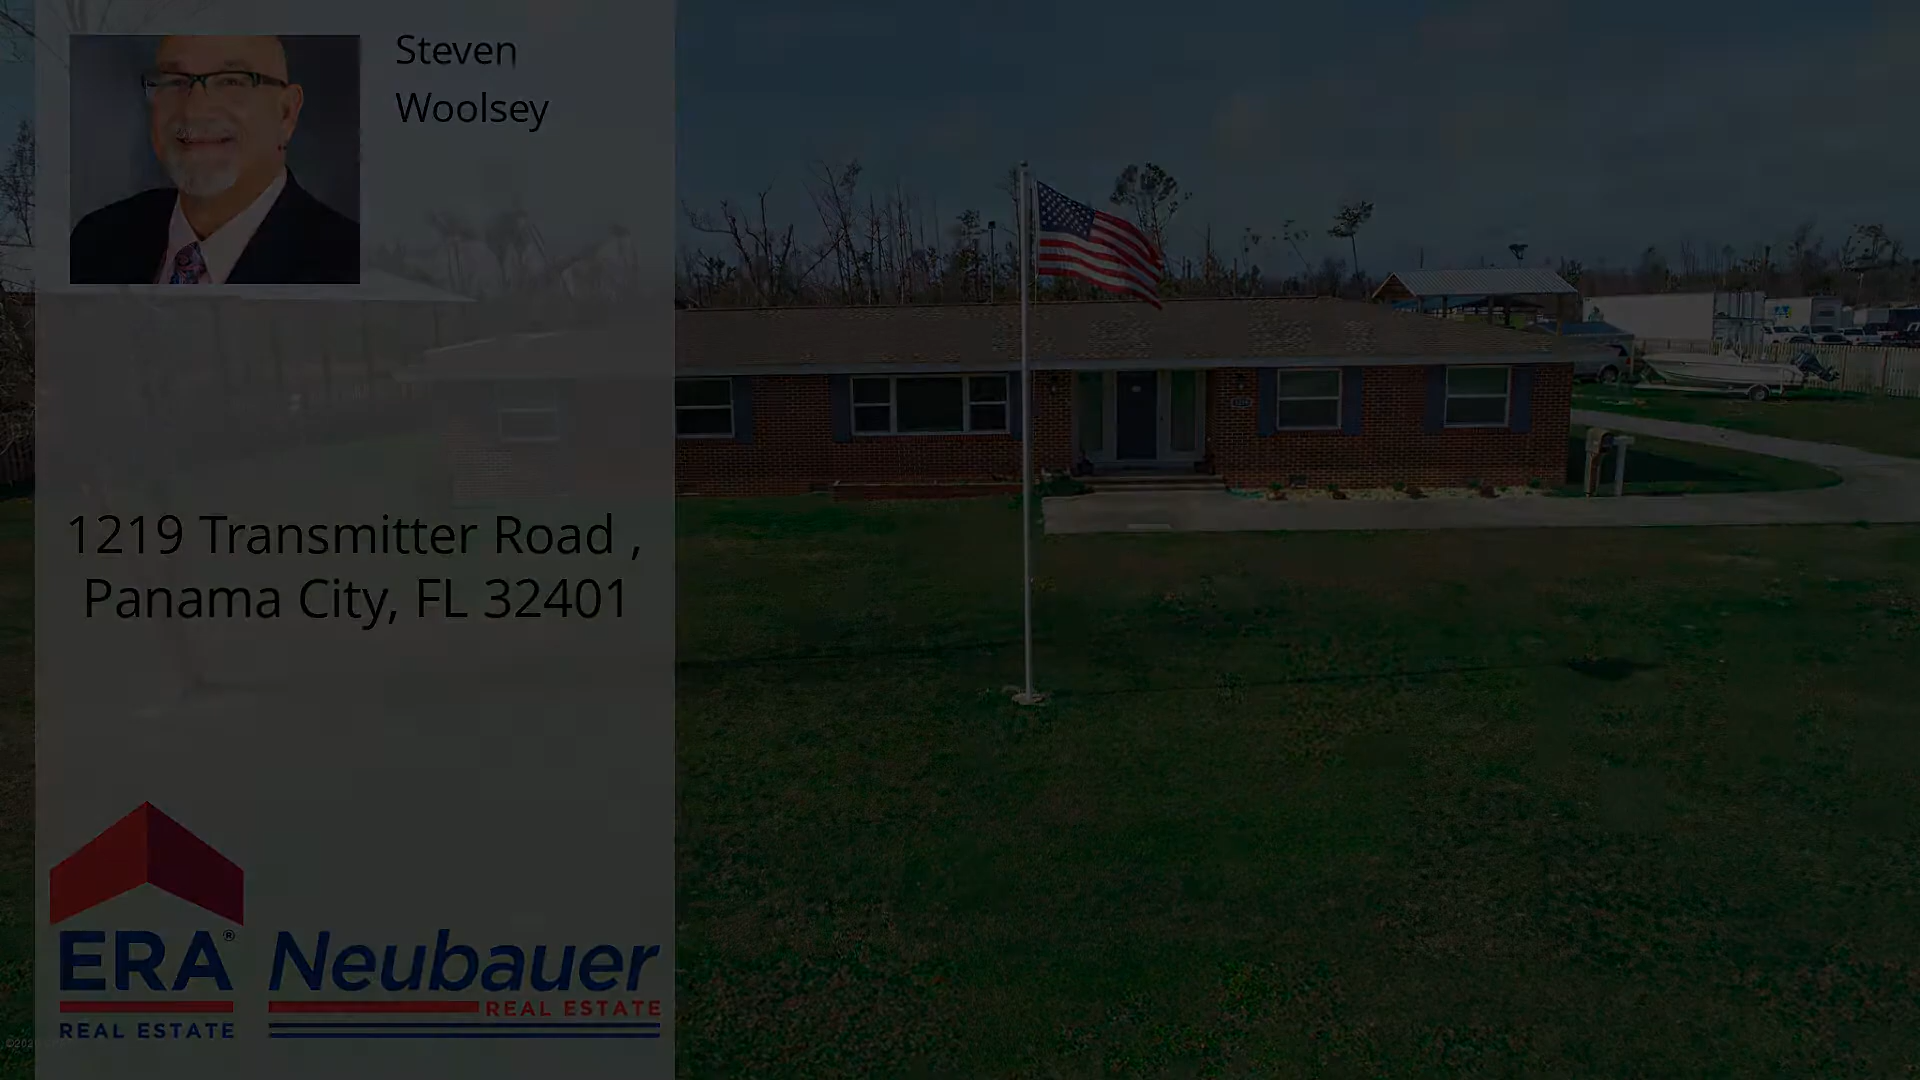 Steven
Woolsey
1219 Transmitter Road ,
Panama City, FL 32401
ERA® Neubauer
REAL ESTATE
REAL ESTATE